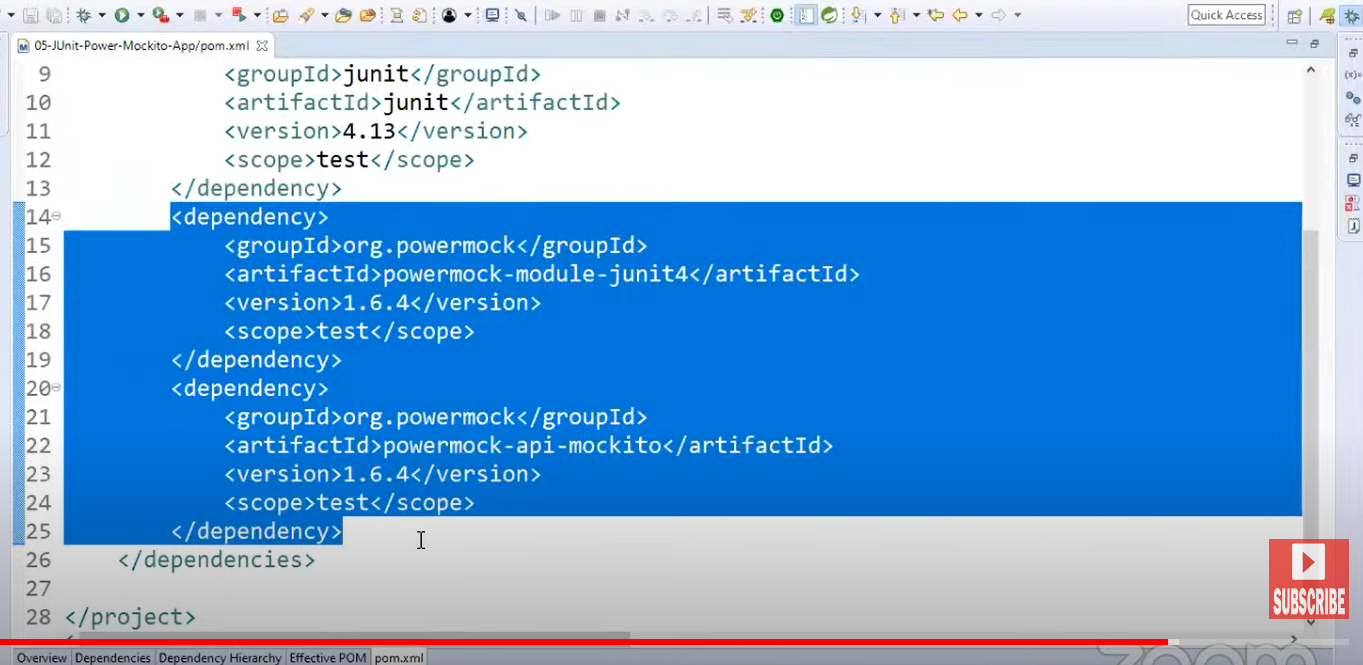 Quick Access
05-JUnit-Power-Mockito-App/pom.xml
9 <groupId>junit</groupId>
10 <artifactId>junit</artifactId>
11 <version>4.13</version>
12 <scope>test</scope>
13 </dependency>
14 <dependency>
15 <groupId>org.powermock</groupId>
16 <artifactId>powermock-module-junit4</artifactId>
17 <version>1.6.4</version>
18 <scope>test</scope>
19 </dependency>
20 <dependency>
21 <groupId>org.powermock</groupId>
22 <artifactId>powermock-api-mockito</artifactId>
23 <version>1.6.4</version>
24 <scope>test</scope>
25 </dependency>
26 </dependencies>
27
28 </project>
SUBSCRIBE
zoom
Overview Dependencies Dependency Hierarchy Effective POM pom.xml